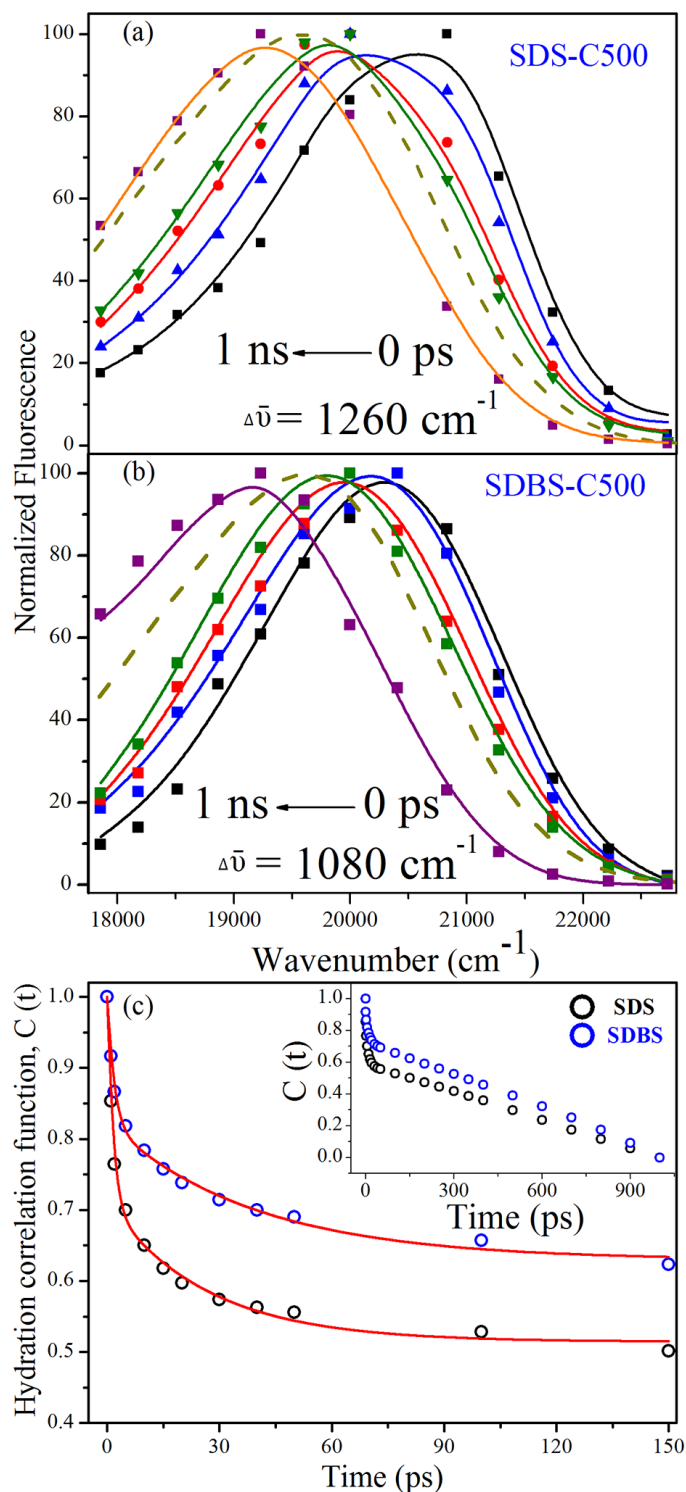 (a)
SDS-C500
100
80
60
40
20
0
1 ns ← 0 ps
Δῡ = 1260 cm⁻¹
Normalized Fluorescence
(b)
SDBS-C500
100
80
60
40
20
0
1 ns ← 0 ps
Δῡ = 1080 cm⁻¹
18000 19000 20000 21000 22000
Wavenumber (cm⁻¹)
(c)
Hydration correlation function, C (t)
1.0
0.9
0.8
0.7
0.6
0.5
0.4
0 30 60 90 120 150
Time (ps)
C (t)
1.0
0.8
0.6
0.4
0.2
0.0
0 300 600 900
Time (ps)
SDS
SDBS